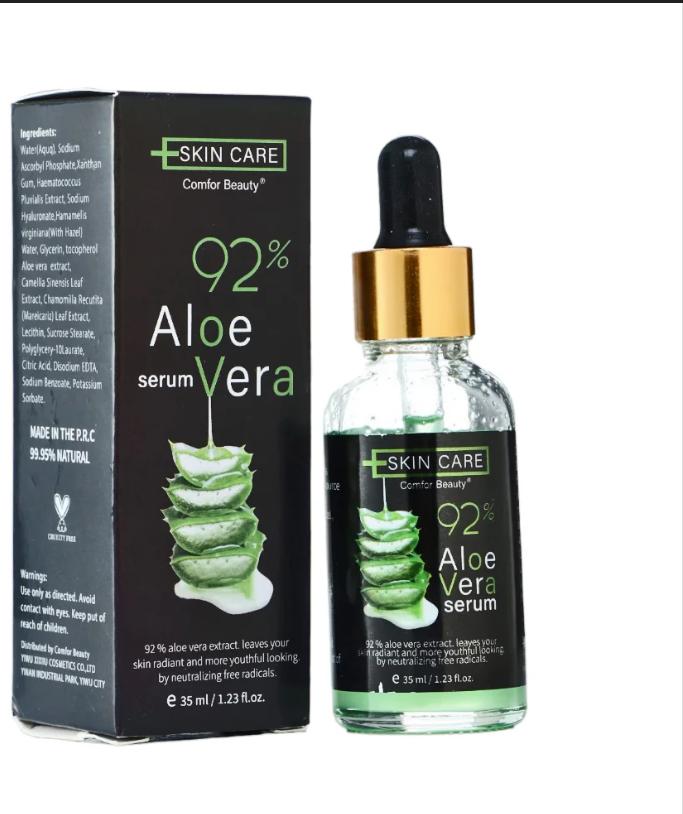 Ingredients:
Water(Aquq), Sodium
Ascorbyl Phosphate,Xanthan
Gum, Haematococcus
Pluvialis Extract, Sodium
Hyaluronate,Hamamelis
virginiana(With Hazel)
Water, Glycerin, tocopherol
Aloe vera extract,
Camellia Sinensis Leaf
Extract, Chamomilla Recutita
(Mareicariz) Leaf Extract,
Lecithin, Sucrose Stearate,
Polyglycery-10Laurate,
Citric Acid, Disodium EDTA,
Sodium Benzoate, Potassium
Sorbate.
MADE IN THE P.R.C
99.95% NATURAL
CRUELTY FREE
Warnings:
Use only as directed. Avoid
contact with eyes. Keep put of
reach of children.
Distributed by Comfor Beauty
YIWU XIXIU COSMETICS CO.,LTD
YINAN INDUSTRIAL PARK, YIWU CITY
SKIN CARE
Comfor Beauty®
92%
Aloe
serum Vera
92 % aloe vera extract. leaves your
skin radiant and more youthful looking.
by neutralizing free radicals.
e 35 ml / 1.23 fl.oz.
SKIN CARE
Comfor Beauty®
92%
Aloe
Vera
serum
92 % aloe vera extract. leaves your
skin radiant and more youthful looking.
by neutralizing free radicals.
e 35 ml / 1.23 fl.oz.